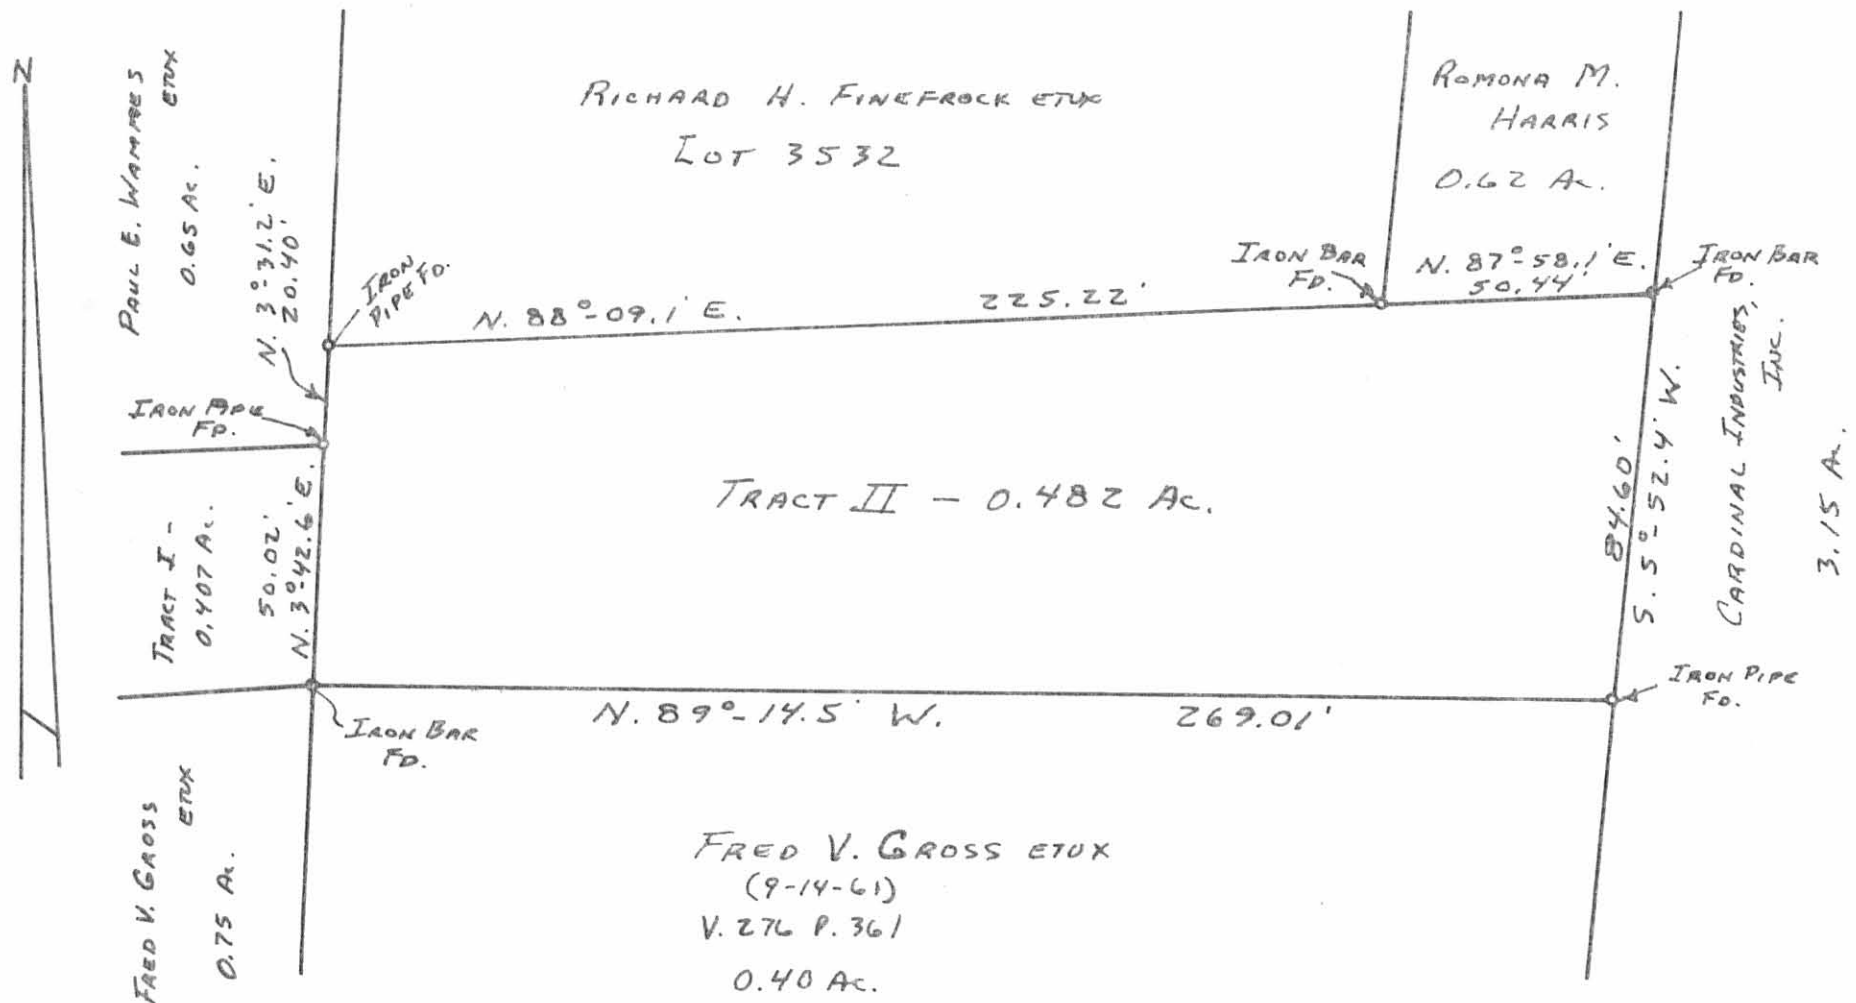 N
PAUL E. WAMPES
ETUX
0.65 Ac.
N. 3°-31.2' E.
20.40'
RICHARD H. FINEFROCK ETUX
LOT 3532
ROMONA M.
HARRIS
0.62 Ac.
IRON
PIPE FD.
N. 88°-09.1' E.
225.22'
IRON BAR
FD.
N. 87°-58.1' E.
50.44'
IRON BAR
FD.
IRON PIPE
FD.
TRACT I -
0.407 Ac.
50.02'
N. 3°-42.6' E.
TRACT II - 0.482 Ac.
84.60'
S. 5°-52.4' W.
CARDINAL INDUSTRIES,
INC.
3.15 Ac.
IRON BAR
FD.
N. 89°-14.5' W.
269.01'
IRON PIPE
FD.
FRED V. GROSS
ETUX
0.75 Ac.
FRED V. GROSS ETUX
(9-14-61)
V. 276 P. 361
0.40 Ac.